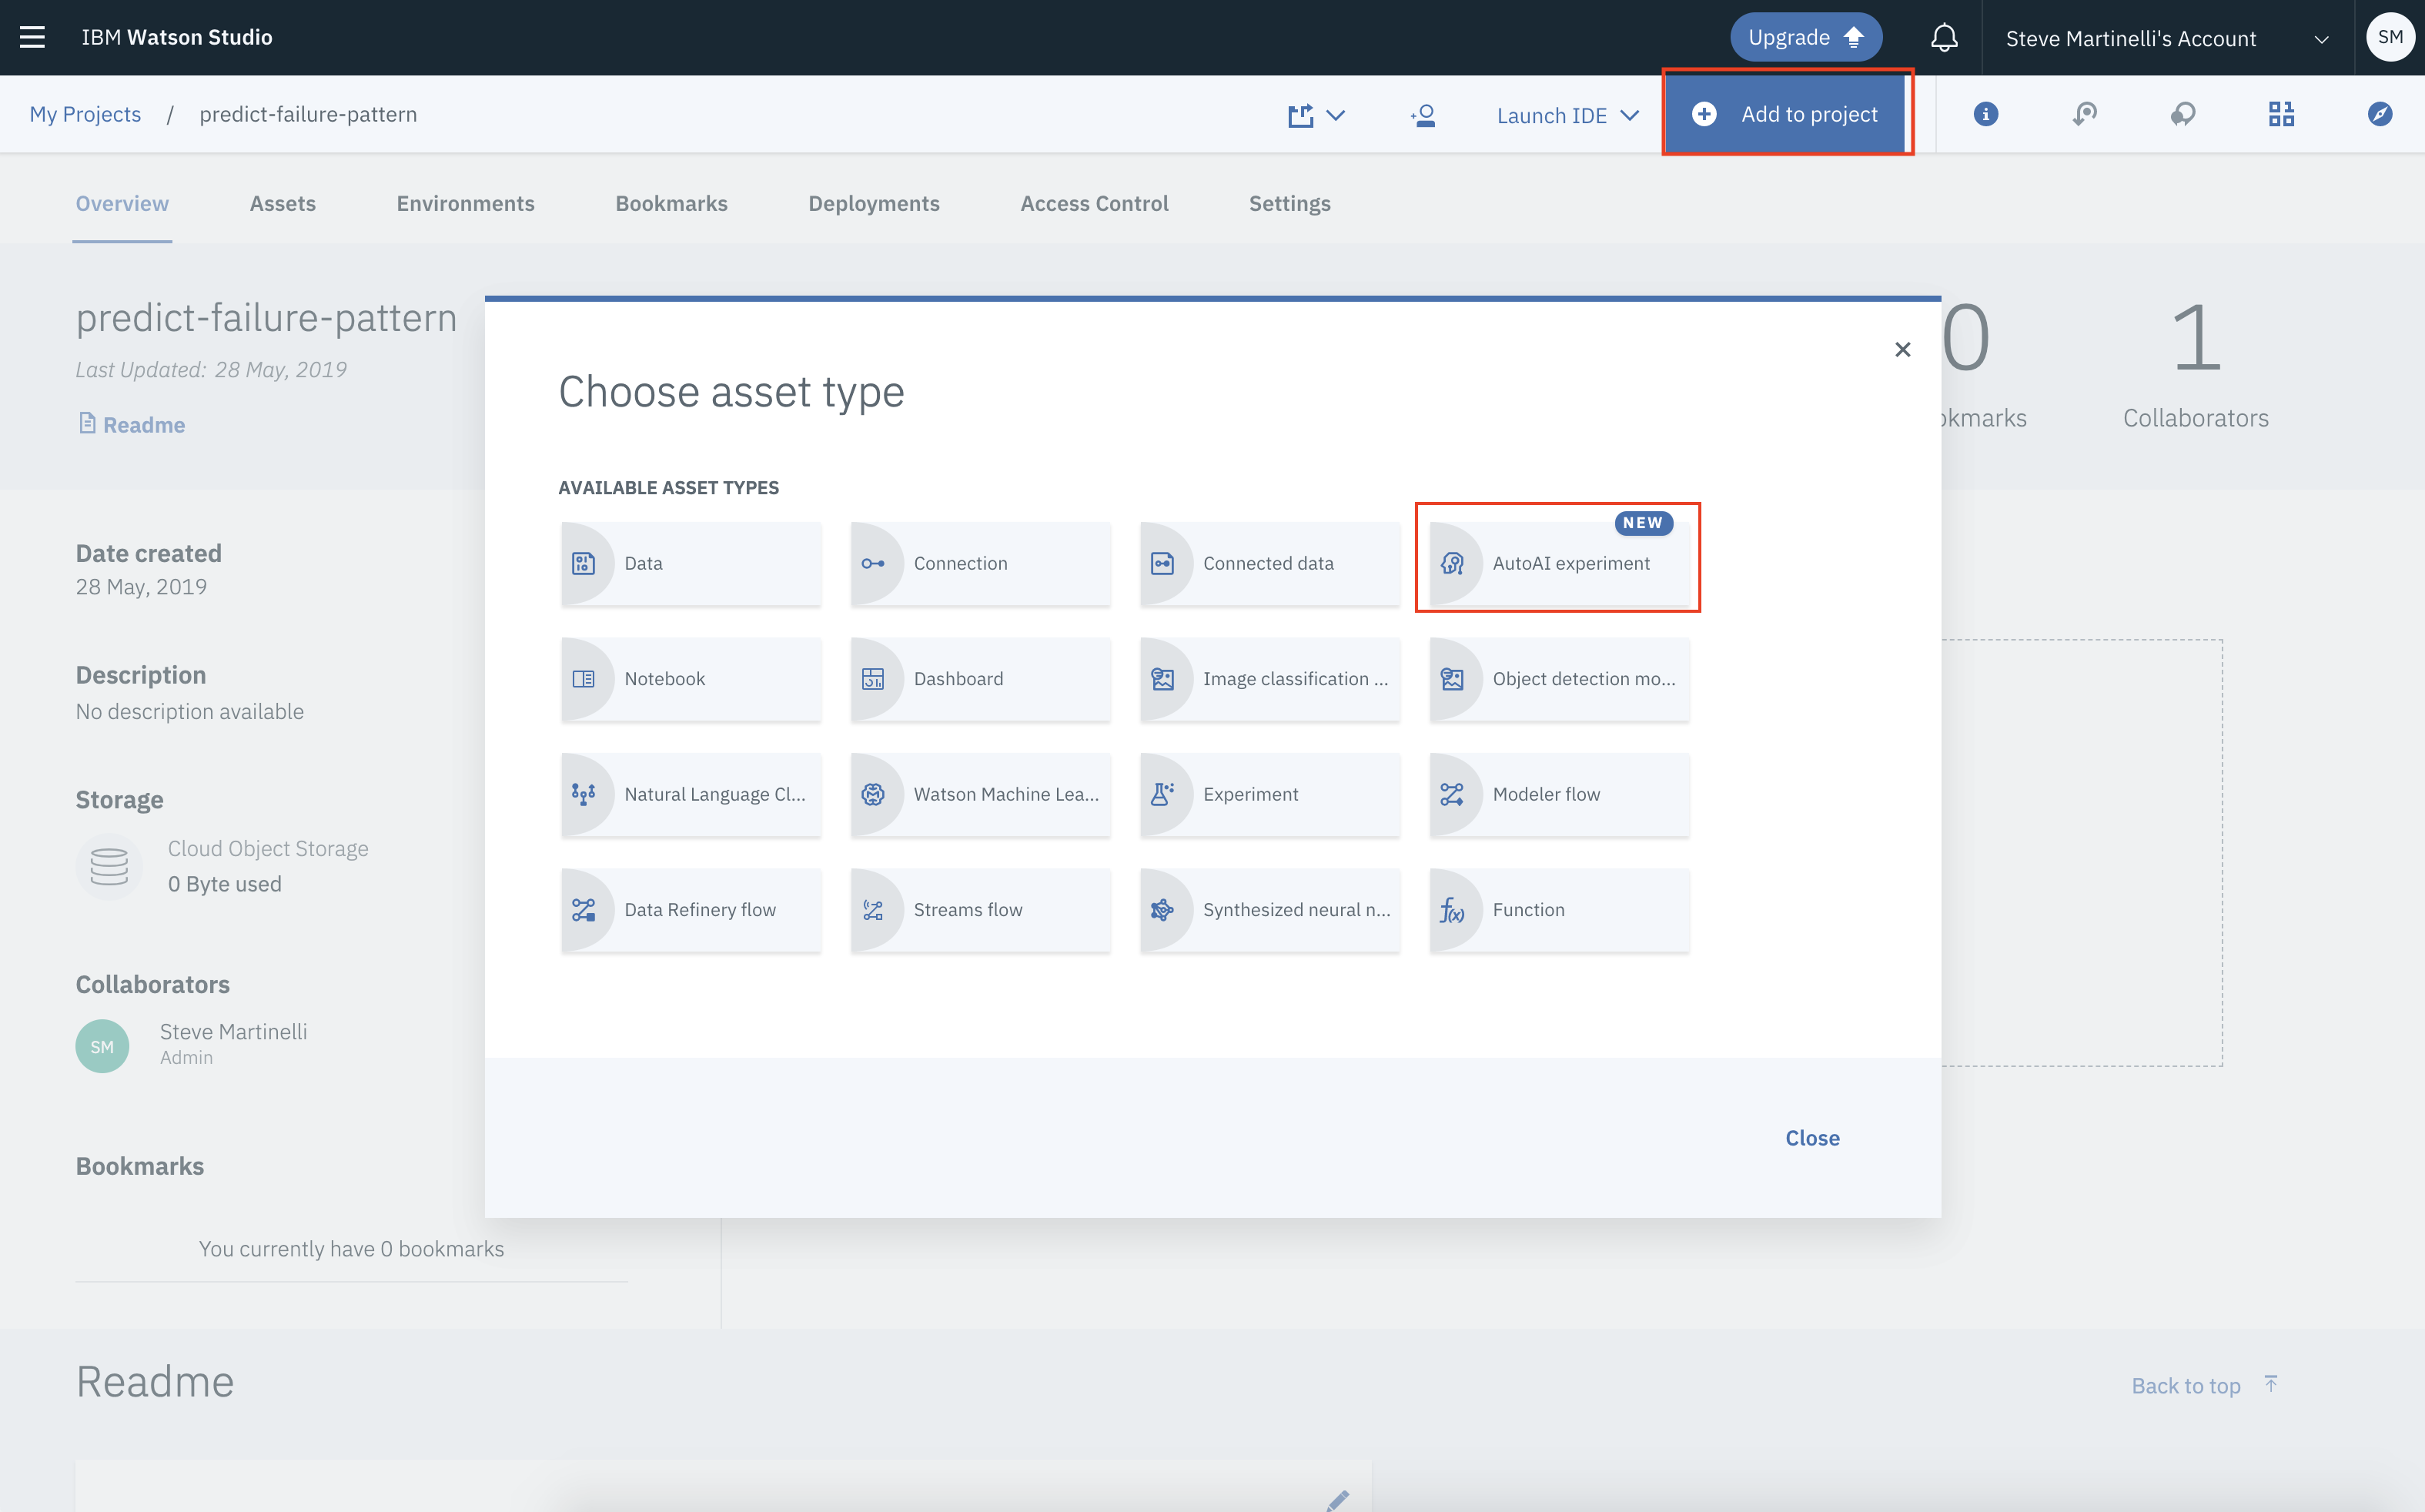 IBM Watson Studio
Upgrade
Steve Martinelli's Account
SM
My Projects / predict-failure-pattern
Launch IDE
Add to project
Overview
Assets
Environments
Bookmarks
Deployments
Access Control
Settings
predict-failure-pattern
Last Updated: 28 May, 2019
Readme
0
okmarks
1
Collaborators
Date created
28 May, 2019
Description
No description available
Storage
Cloud Object Storage
0 Byte used
Collaborators
SM
Steve Martinelli
Admin
Bookmarks
You currently have 0 bookmarks
Choose asset type
AVAILABLE ASSET TYPES
Data
Connection
Connected data
NEW
AutoAI experiment
Notebook
Dashboard
Image classification ...
Object detection mo...
Natural Language Cl...
Watson Machine Lea...
Experiment
Modeler flow
Data Refinery flow
Streams flow
Synthesized neural n...
Function
Close
Readme
Back to top